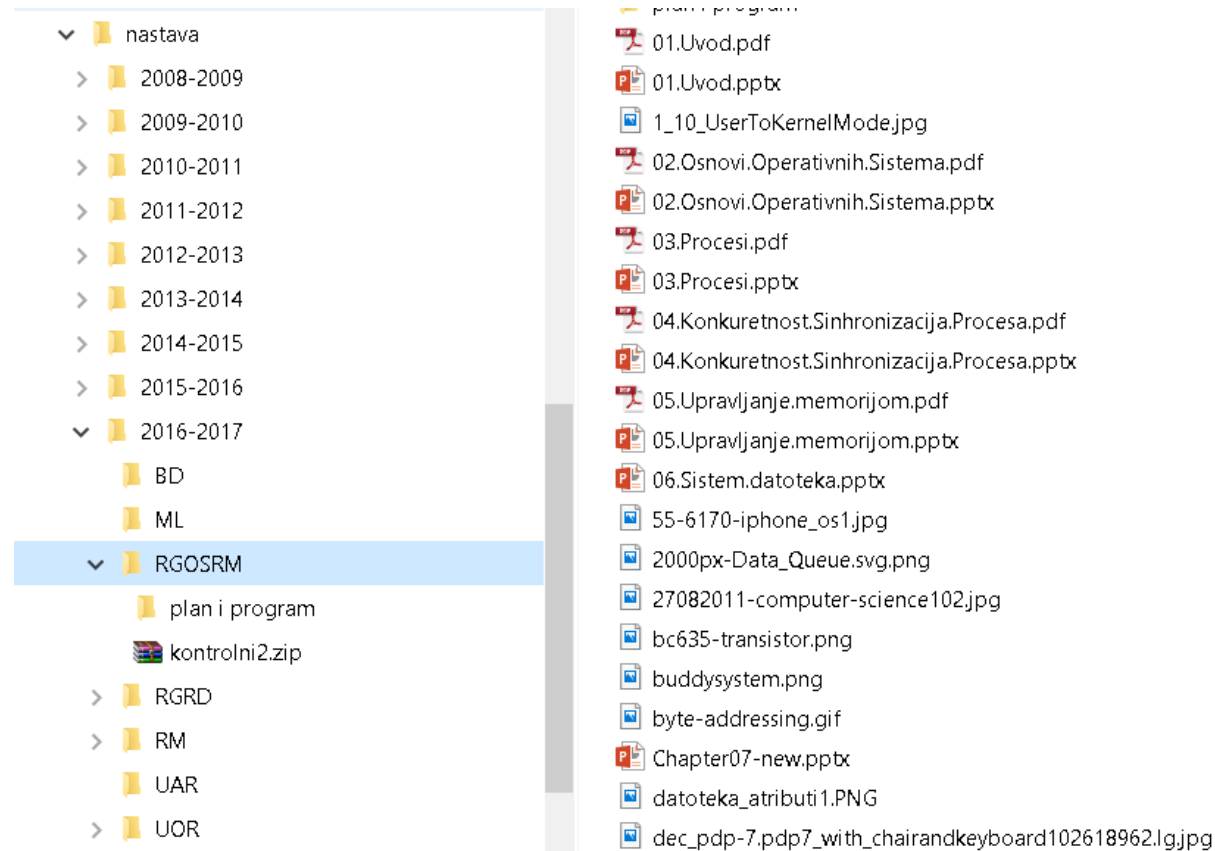 nastava
2008-2009
2009-2010
2010-2011
2011-2012
2012-2013
2013-2014
2014-2015
2015-2016
2016-2017
BD
ML
RGOSRM
plan i program
kontrolni2.zip
RGRD
RM
UAR
UOR
plan i program
01.Uvod.pdf
01.Uvod.pptx
1_10_UserToKernelMode.jpg
02.Osnovi.Operativnih.Sistema.pdf
02.Osnovi.Operativnih.Sistema.pptx
03.Procesi.pdf
03.Procesi.pptx
04.Konkuretnost.Sinhronizacija.Procesa.pdf
04.Konkuretnost.Sinhronizacija.Procesa.pptx
05.Upravljanje.memorijom.pdf
05.Upravljanje.memorijom.pptx
06.Sistem.datoteka.pptx
55-6170-iphone_os1.jpg
2000px-Data_Queue.svg.png
27082011-computer-science102.jpg
bc635-transistor.png
buddysystem.png
byte-addressing.gif
Chapter07-new.pptx
datoteka_atributi1.PNG
dec_pdp-7.pdp7_with_chairandkeyboard102618962.lg.jpg